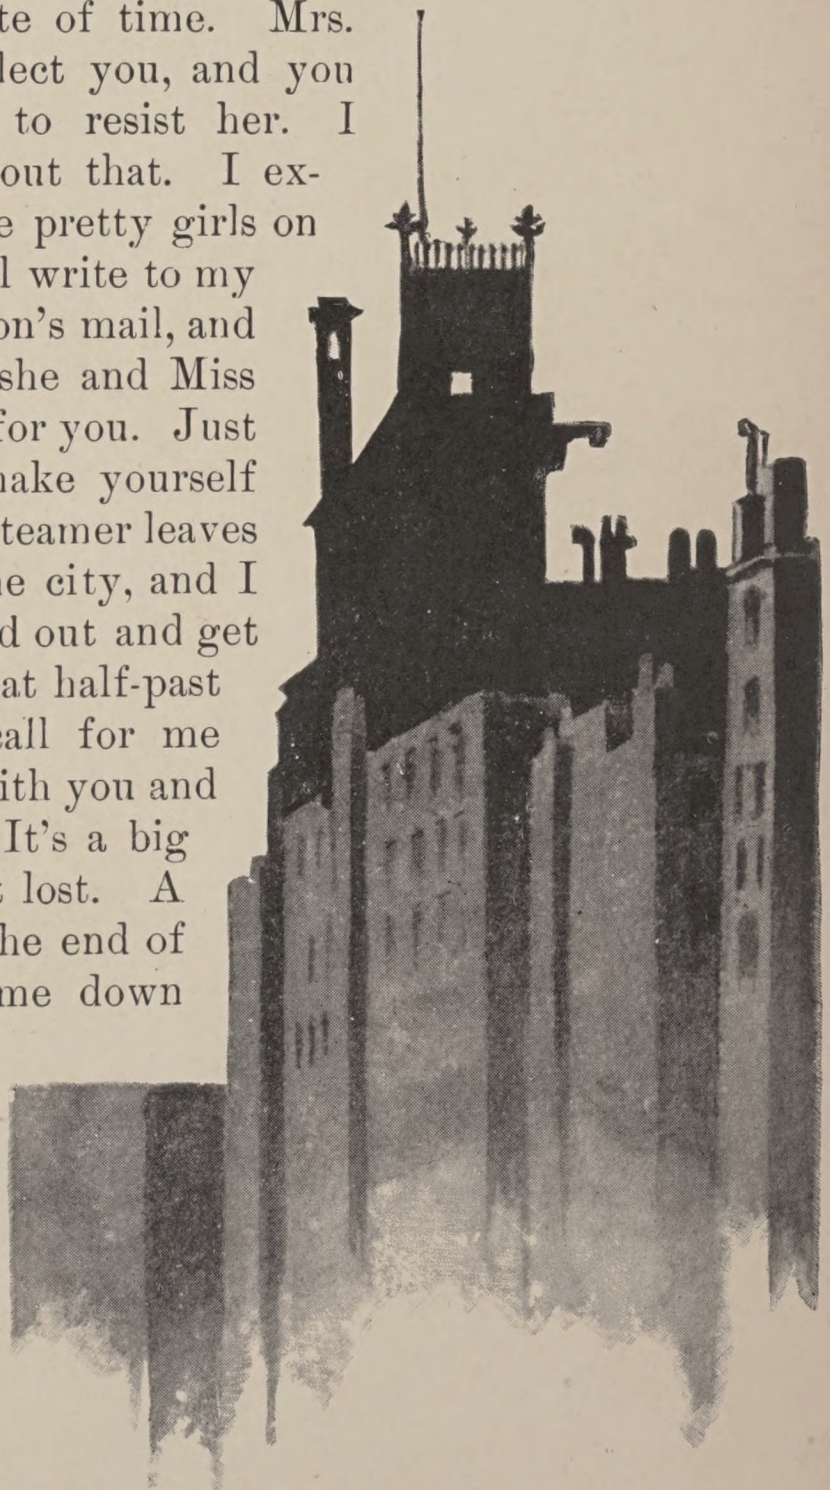 te of time. Mrs.
lect you, and you
to resist her. I
out that. I ex-
e pretty girls on
l write to my
on's mail, and
she and Miss
for you. Just
nake yourself
teamer leaves
e city, and I
d out and get
at half-past
all for me
ith you and
It's a big
lost. A
he end of
me down